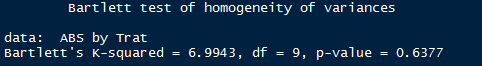 Bartlett test of homogeneity of variances
data:  ABS by Trat
Bartlett's K-squared = 6.9943, df = 9, p-value = 0.6377